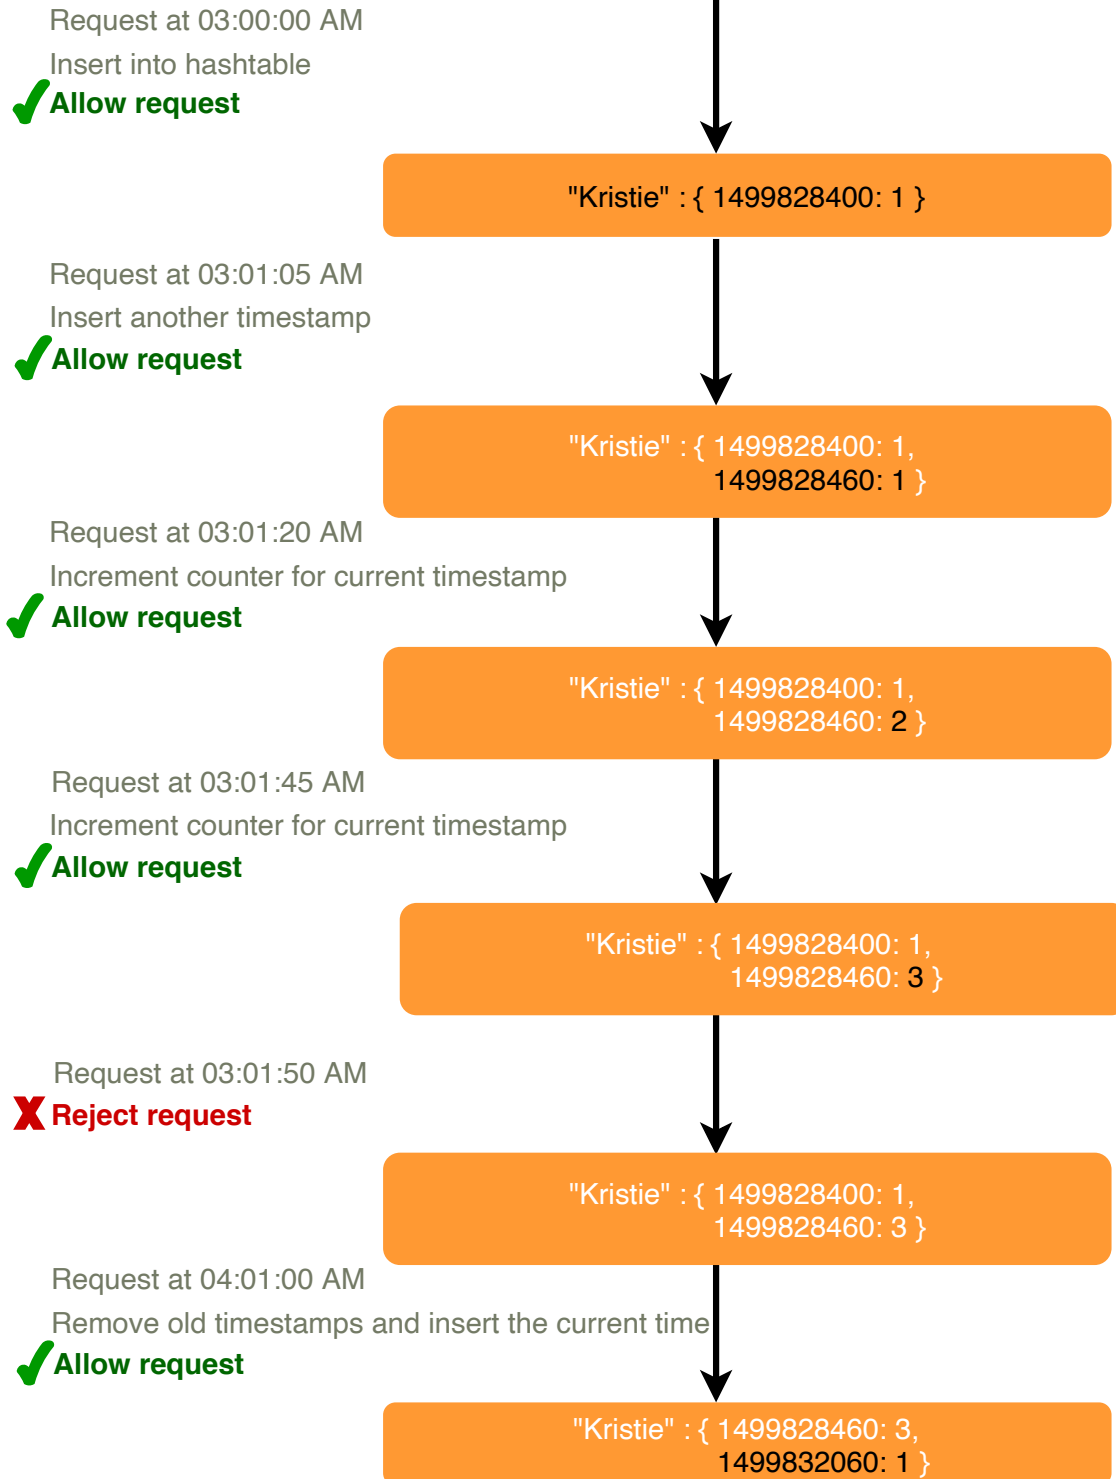 Request at 03:00:00 AM
Insert into hashtable
Allow request
"Kristie" : { 1499828400: 1 }
Request at 03:01:05 AM
Insert another timestamp
Allow request
"Kristie" : { 1499828400: 1,
1499828460: 1 }
Request at 03:01:20 AM
Increment counter for current timestamp
Allow request
"Kristie" : { 1499828400: 1,
1499828460: 2 }
Request at 03:01:45 AM
Increment counter for current timestamp
Allow request
"Kristie" : { 1499828400: 1,
1499828460: 3 }
Request at 03:01:50 AM
Reject request
"Kristie" : { 1499828400: 1,
1499828460: 3 }
Request at 04:01:00 AM
Remove old timestamps and insert the current time
Allow request
"Kristie" : { 1499828460: 3,
1499832060: 1 }